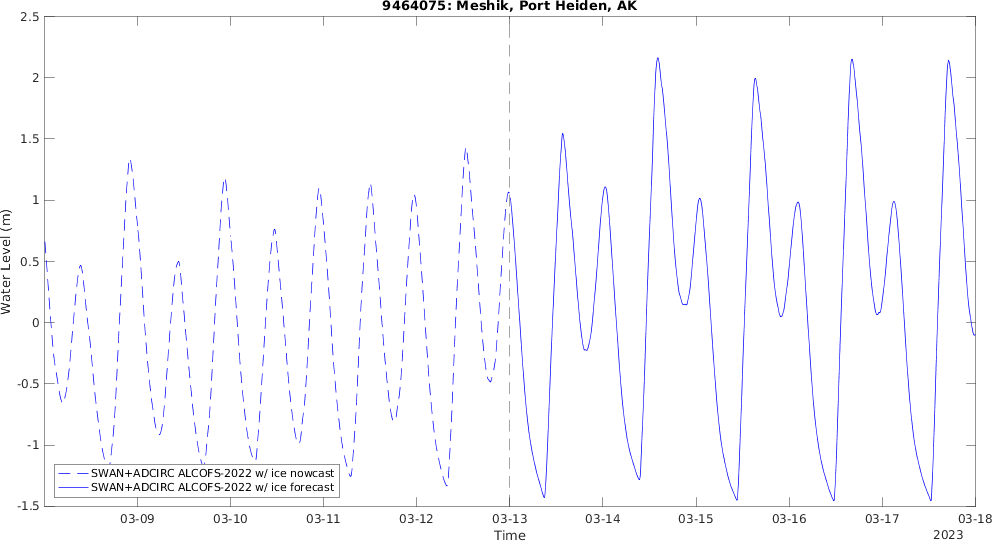 9464075: Meshik, Port Heiden, AK
2.5
2
1.5
1
0.5
0
-0.5
-1
-1.5
Water Level (m)
SWAN+ADCIRC ALCOFS-2022 w/ ice nowcast
SWAN+ADCIRC ALCOFS-2022 w/ ice forecast
03-09 03-10 03-11 03-12 03-13 03-14 03-15 03-16 03-17 03-18
Time
2023